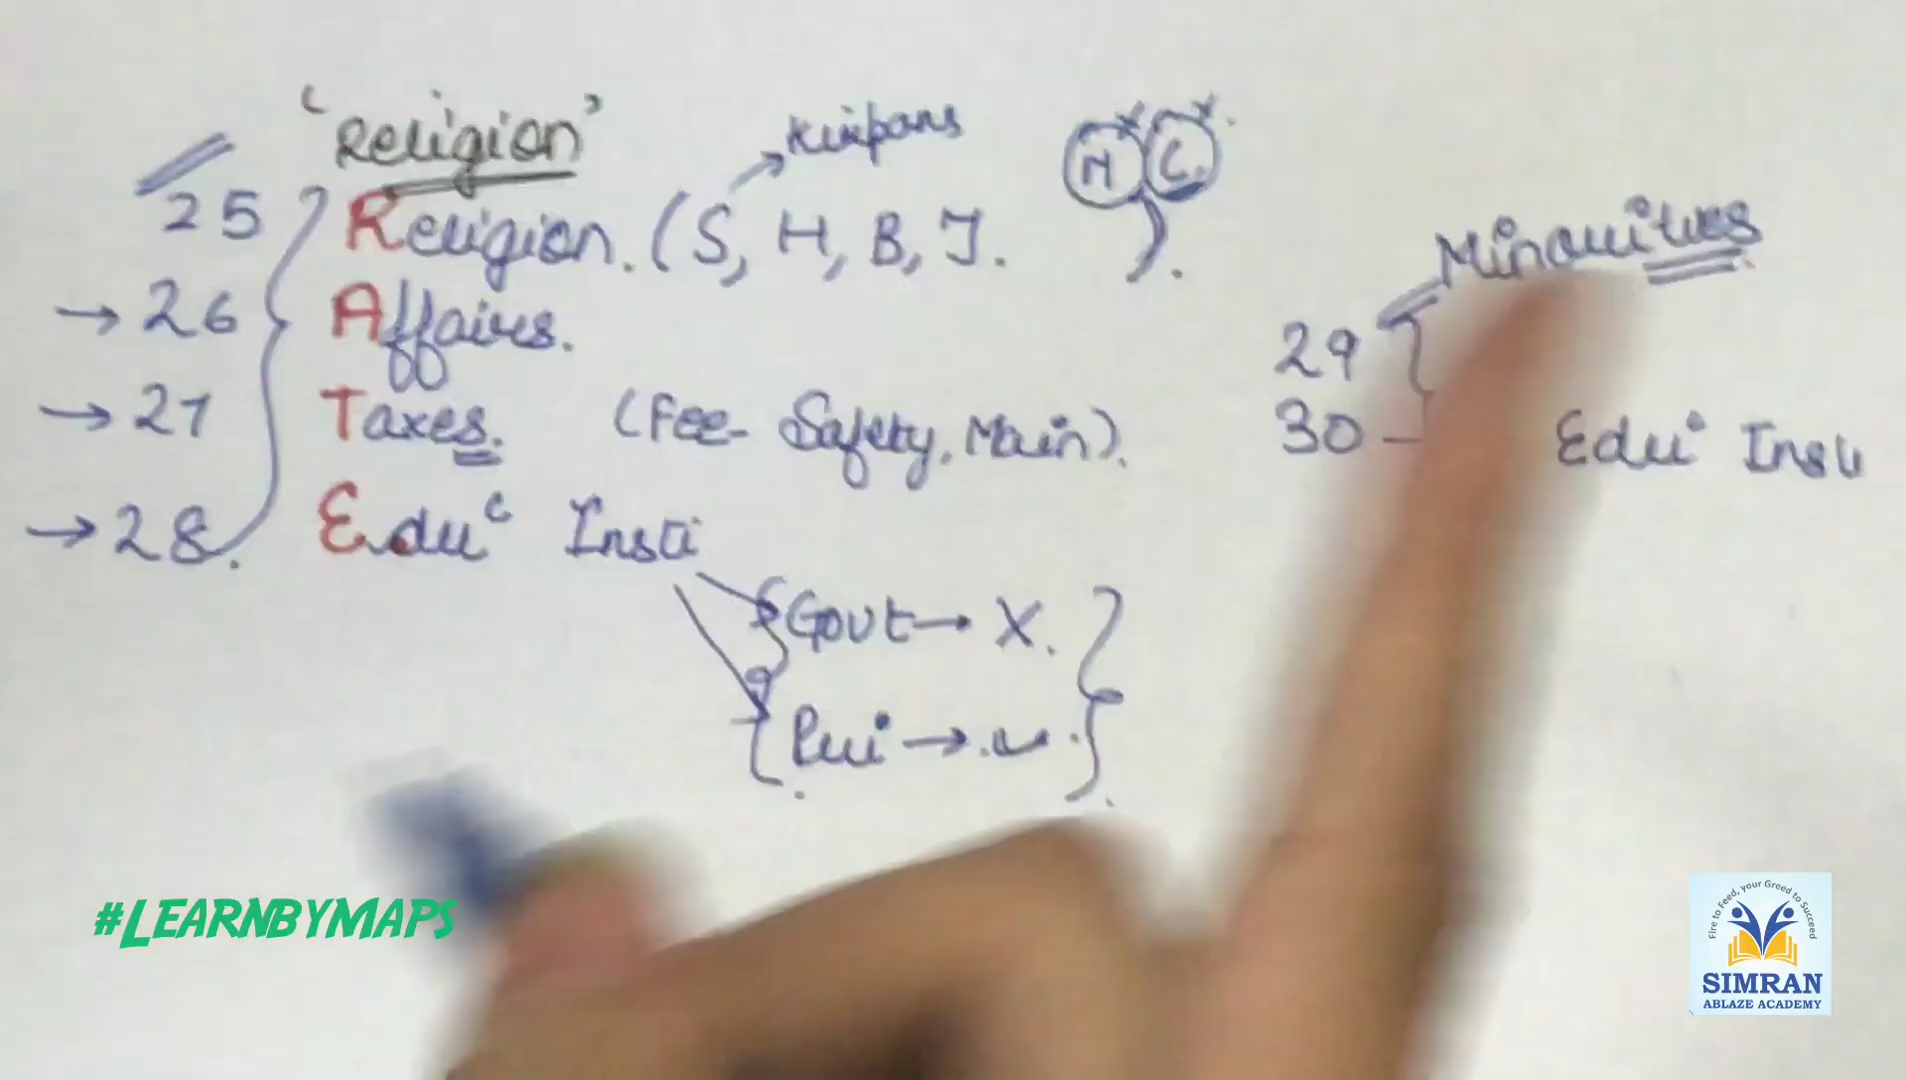 'Religion'
Kirpans
25 Religion. (S, H, B, J. M C. ).
→ 26 Affairs.
→ 27 Taxes. (Fee- Safety, Main).
→ 28. Edu^c Insti
Govt → X.
Pri →
Minorities
29
30 - Edu^c Insti
#LEARNBYMAPS
Fire to Feed, your Greed to Succeed
SIMRAN
ABLAZE ACADEMY